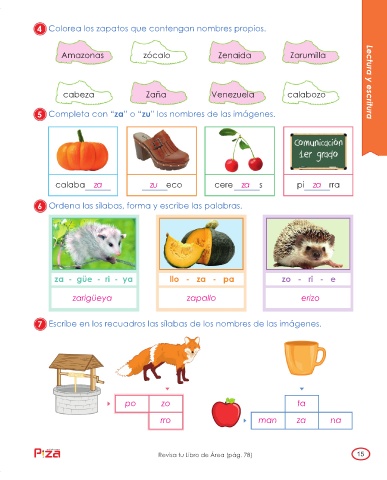 4 Colorea los zapatos que contengan nombres propios.
Amazonas zócalo Zenaida Zarumilla
cabeza Zaña Venezuela calabozo
Lectura y escritura
5 Completa con "za" o "zu" los nombres de las imágenes.
Comunicación
1er grado
calaba za zu eco cere za s pi za rra
6 Ordena las sílabas, forma y escribe las palabras.
za - güe - ri - ya llo - za - pa zo - ri - e
zarigüeya zapallo erizo
7 Escribe en los recuadros las sílabas de los nombres de las imágenes.
po zo ta
rro man za na
Pizza
Revisa tu Libro de Área (pág. 78) 15